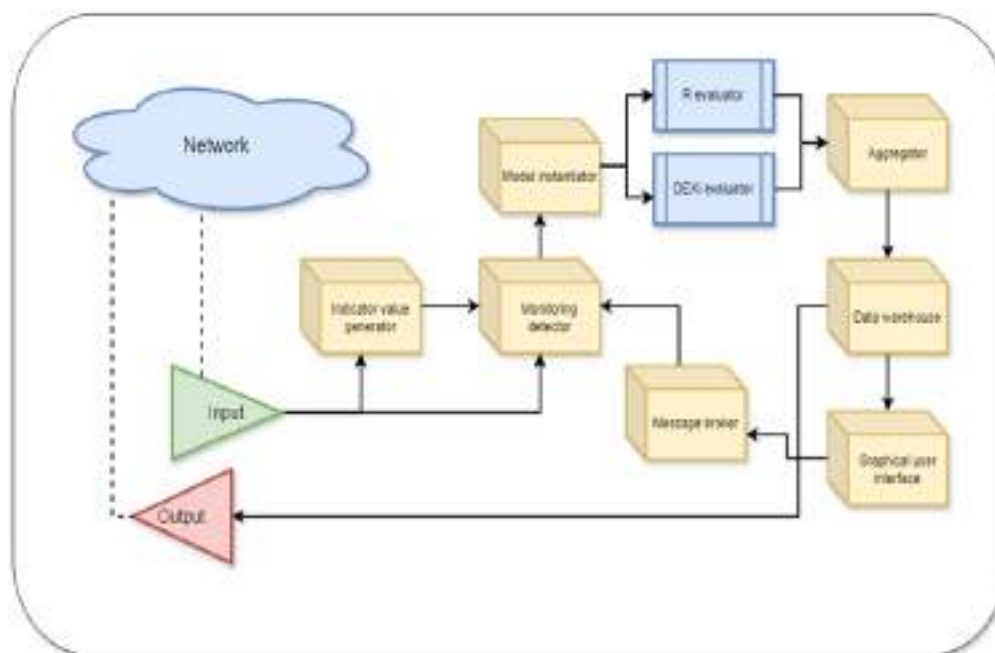 Network
R evaluator
DEXi evaluator
Aggregator
Model instantiator
Indicator value
generator
Monitoring
detector
Data warehouse
Input
Message broker
Graphical user
interface
Output